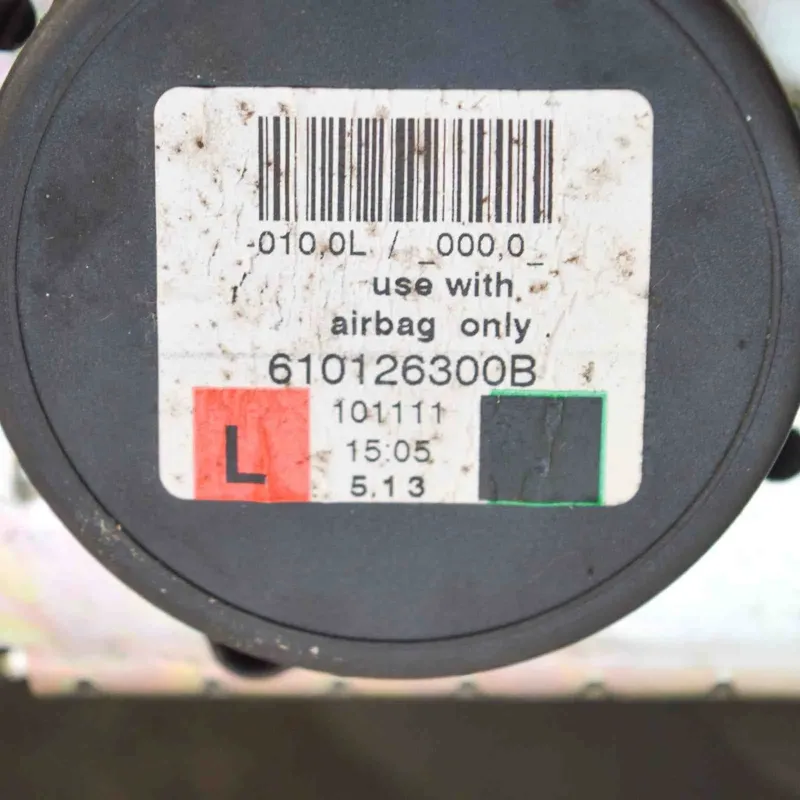 -010,0L / _000,0_
use with
airbag only
610126300B
101111
15:05
5.13
L